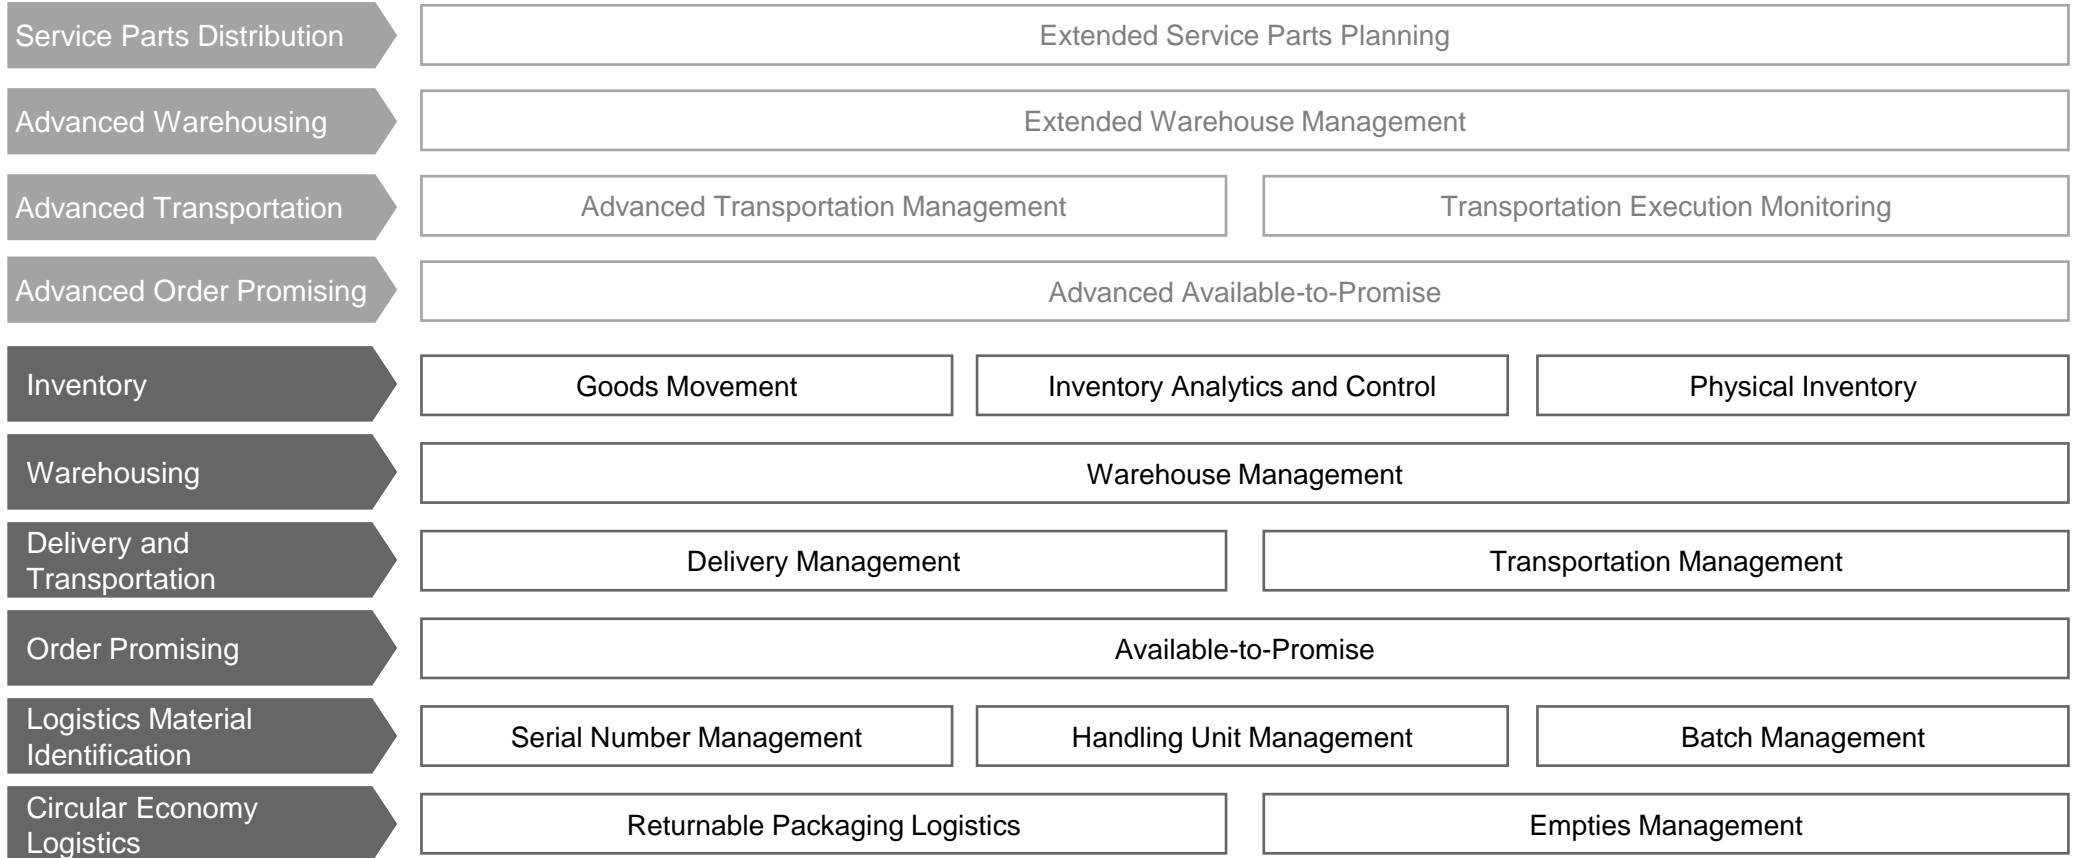 Service Parts Distribution
Extended Service Parts Planning
Advanced Warehousing
Extended Warehouse Management
Advanced Transportation
Advanced Transportation Management
Transportation Execution Monitoring
Advanced Order Promising
Advanced Available-to-Promise
Inventory
Goods Movement
Inventory Analytics and Control
Physical Inventory
Warehousing
Warehouse Management
Delivery and
Transportation
Delivery Management
Transportation Management
Order Promising
Available-to-Promise
Logistics Material
Identification
Serial Number Management
Handling Unit Management
Batch Management
Circular Economy
Logistics
Returnable Packaging Logistics
Empties Management